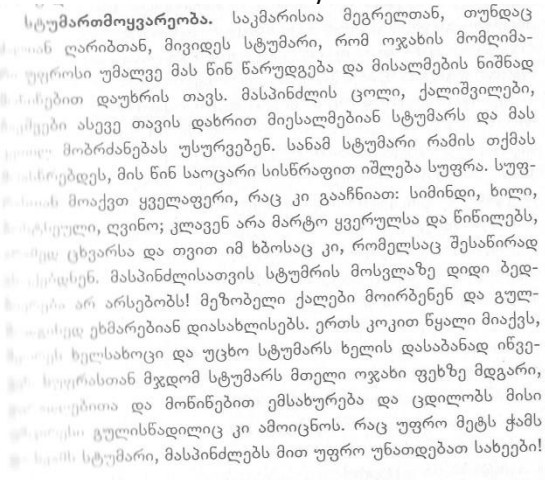 სტუმართმოყვარეობა. საკმარისია მეგრელთან, თუნდაც
ღარიბთან, მივიდეს სტუმარი, რომ ოჯახის მომღიმა-
უფროსი უმალვე მას წინ წარუდგება და მისალმების ნიშნად
დაუხრის თავს. მასპინძლის ცოლი, ქალიშვილები,
ასევე თავის დახრით მიესალმებიან სტუმარს და მას
მობრძანებას უსურვებენ. სანამ სტუმარი რამის თქმას
მის წინ საოცარი სისწრაფით იშლება სუფრა. სუფ-
მოაქვთ ყველაფერი, რაც კი გააჩნიათ: სიმინდი, ხილი,
ღვინო; კლავენ არა მარტო ყვერულსა და წიწილებს,
ცხვარსა და თვით იმ ხბოსაც კი, რომელსაც შესაწირად
მასპინძლისათვის სტუმრის მოსვლაზე დიდი ბედ-
არ არსებობს! მეზობელი ქალები მოირბენენ და გულ-
ეხმარებიან დიასახლისებს. ერთს კოკით წყალი მიაქვს,
ხელსახოცი და უცხო სტუმარს ხელის დასაბანად იწვე-
სუფრასთან მჯდომ სტუმარს მთელი ოჯახი ფეხზე მდგარი,
და მოწიწებით ემსახურება და ცდილობს მისი
გულისწადილიც კი ამოიცნოს. რაც უფრო მეტს ჭამს
სტუმარი, მასპინძლებს მით უფრო უნათდებათ სახეები!